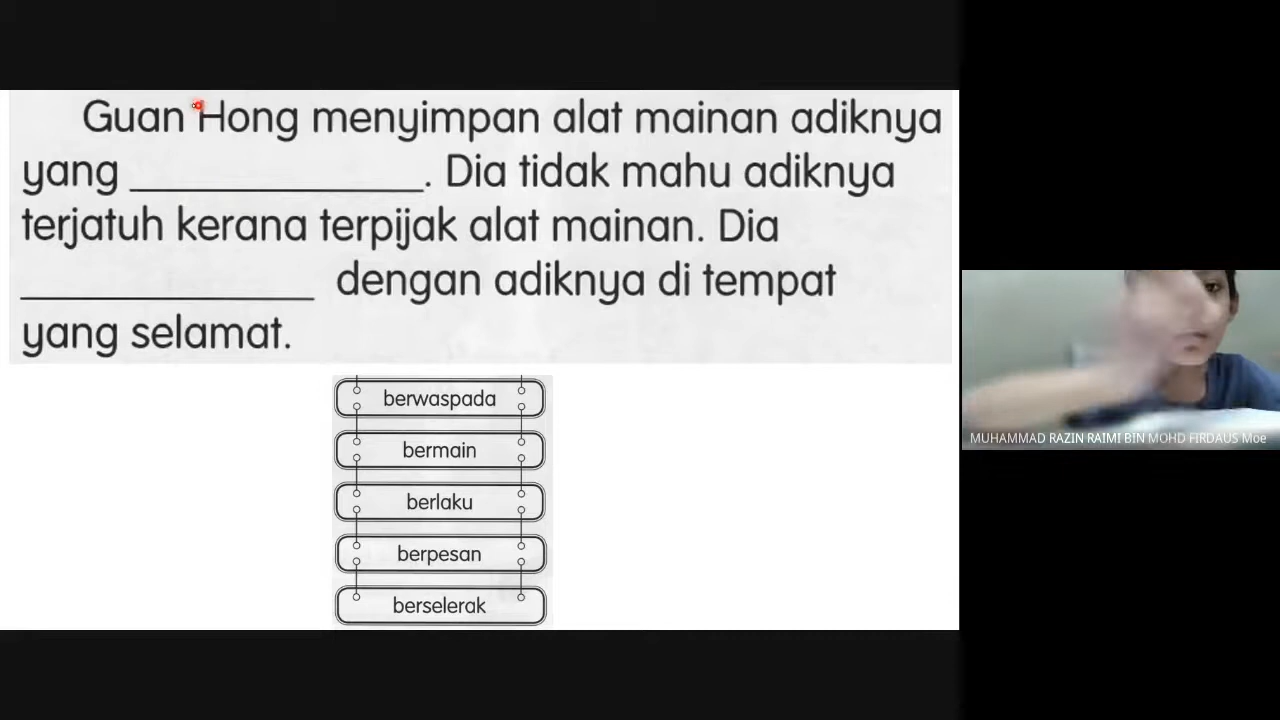 Guan Hong menyimpan alat mainan adiknya
yang ______________. Dia tidak mahu adiknya
terjatuh kerana terpijak alat mainan. Dia
______________ dengan adiknya di tempat
yang selamat.
berwaspada
bermain
berlaku
berpesan
berselerak
MUHAMMAD RAZIN RAIMI BIN MOHD FIRDAUS Moe